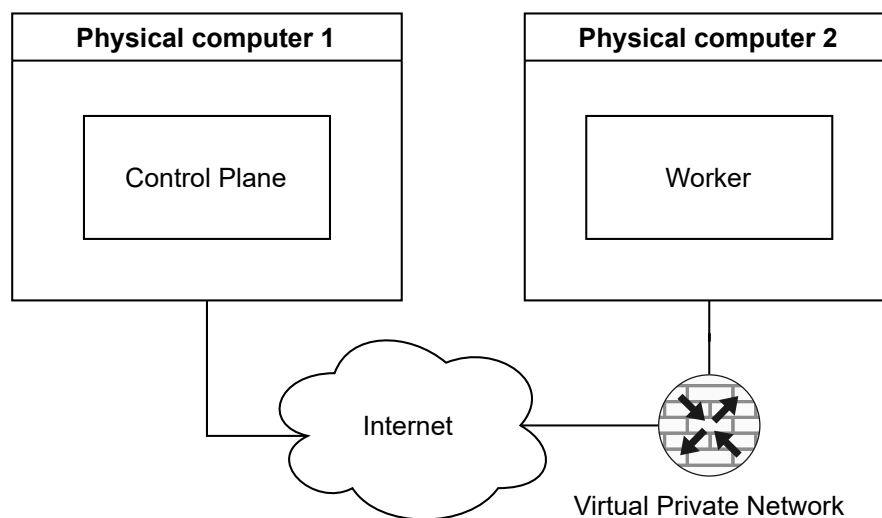 Physical computer 1
Physical computer 2
Control Plane
Worker
Internet
Virtual Private Network